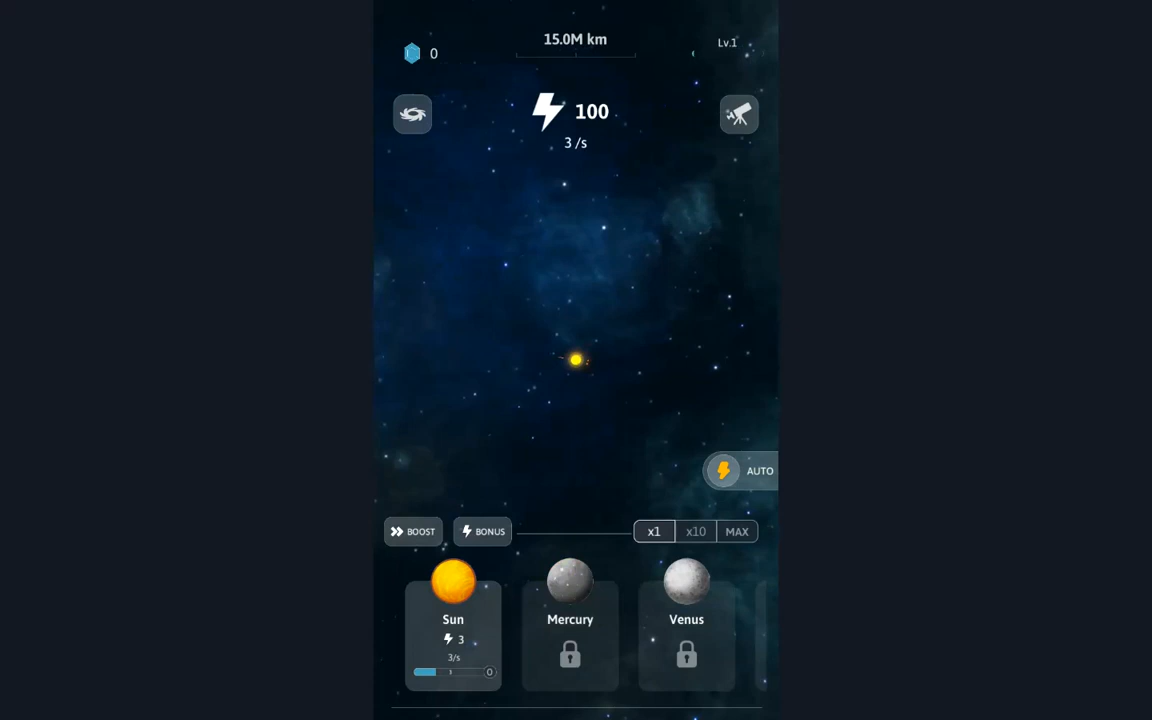 15.0M km
0
Lv.1
100
3 /s
AUTO
BOOST
BONUS
x1
x10
MAX
Sun
Mercury
Venus
3
3/s
1
0